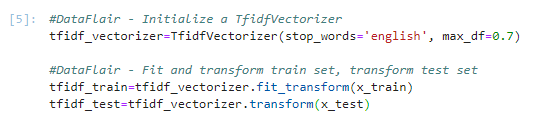 [5]: #DataFlair - Initialize a TfidfVectorizer
tfidf_vectorizer=TfidfVectorizer(stop_words='english', max_df=0.7)
#DataFlair - Fit and transform train set, transform test set
tfidf_train=tfidf_vectorizer.fit_transform(x_train)
tfidf_test=tfidf_vectorizer.transform(x_test)